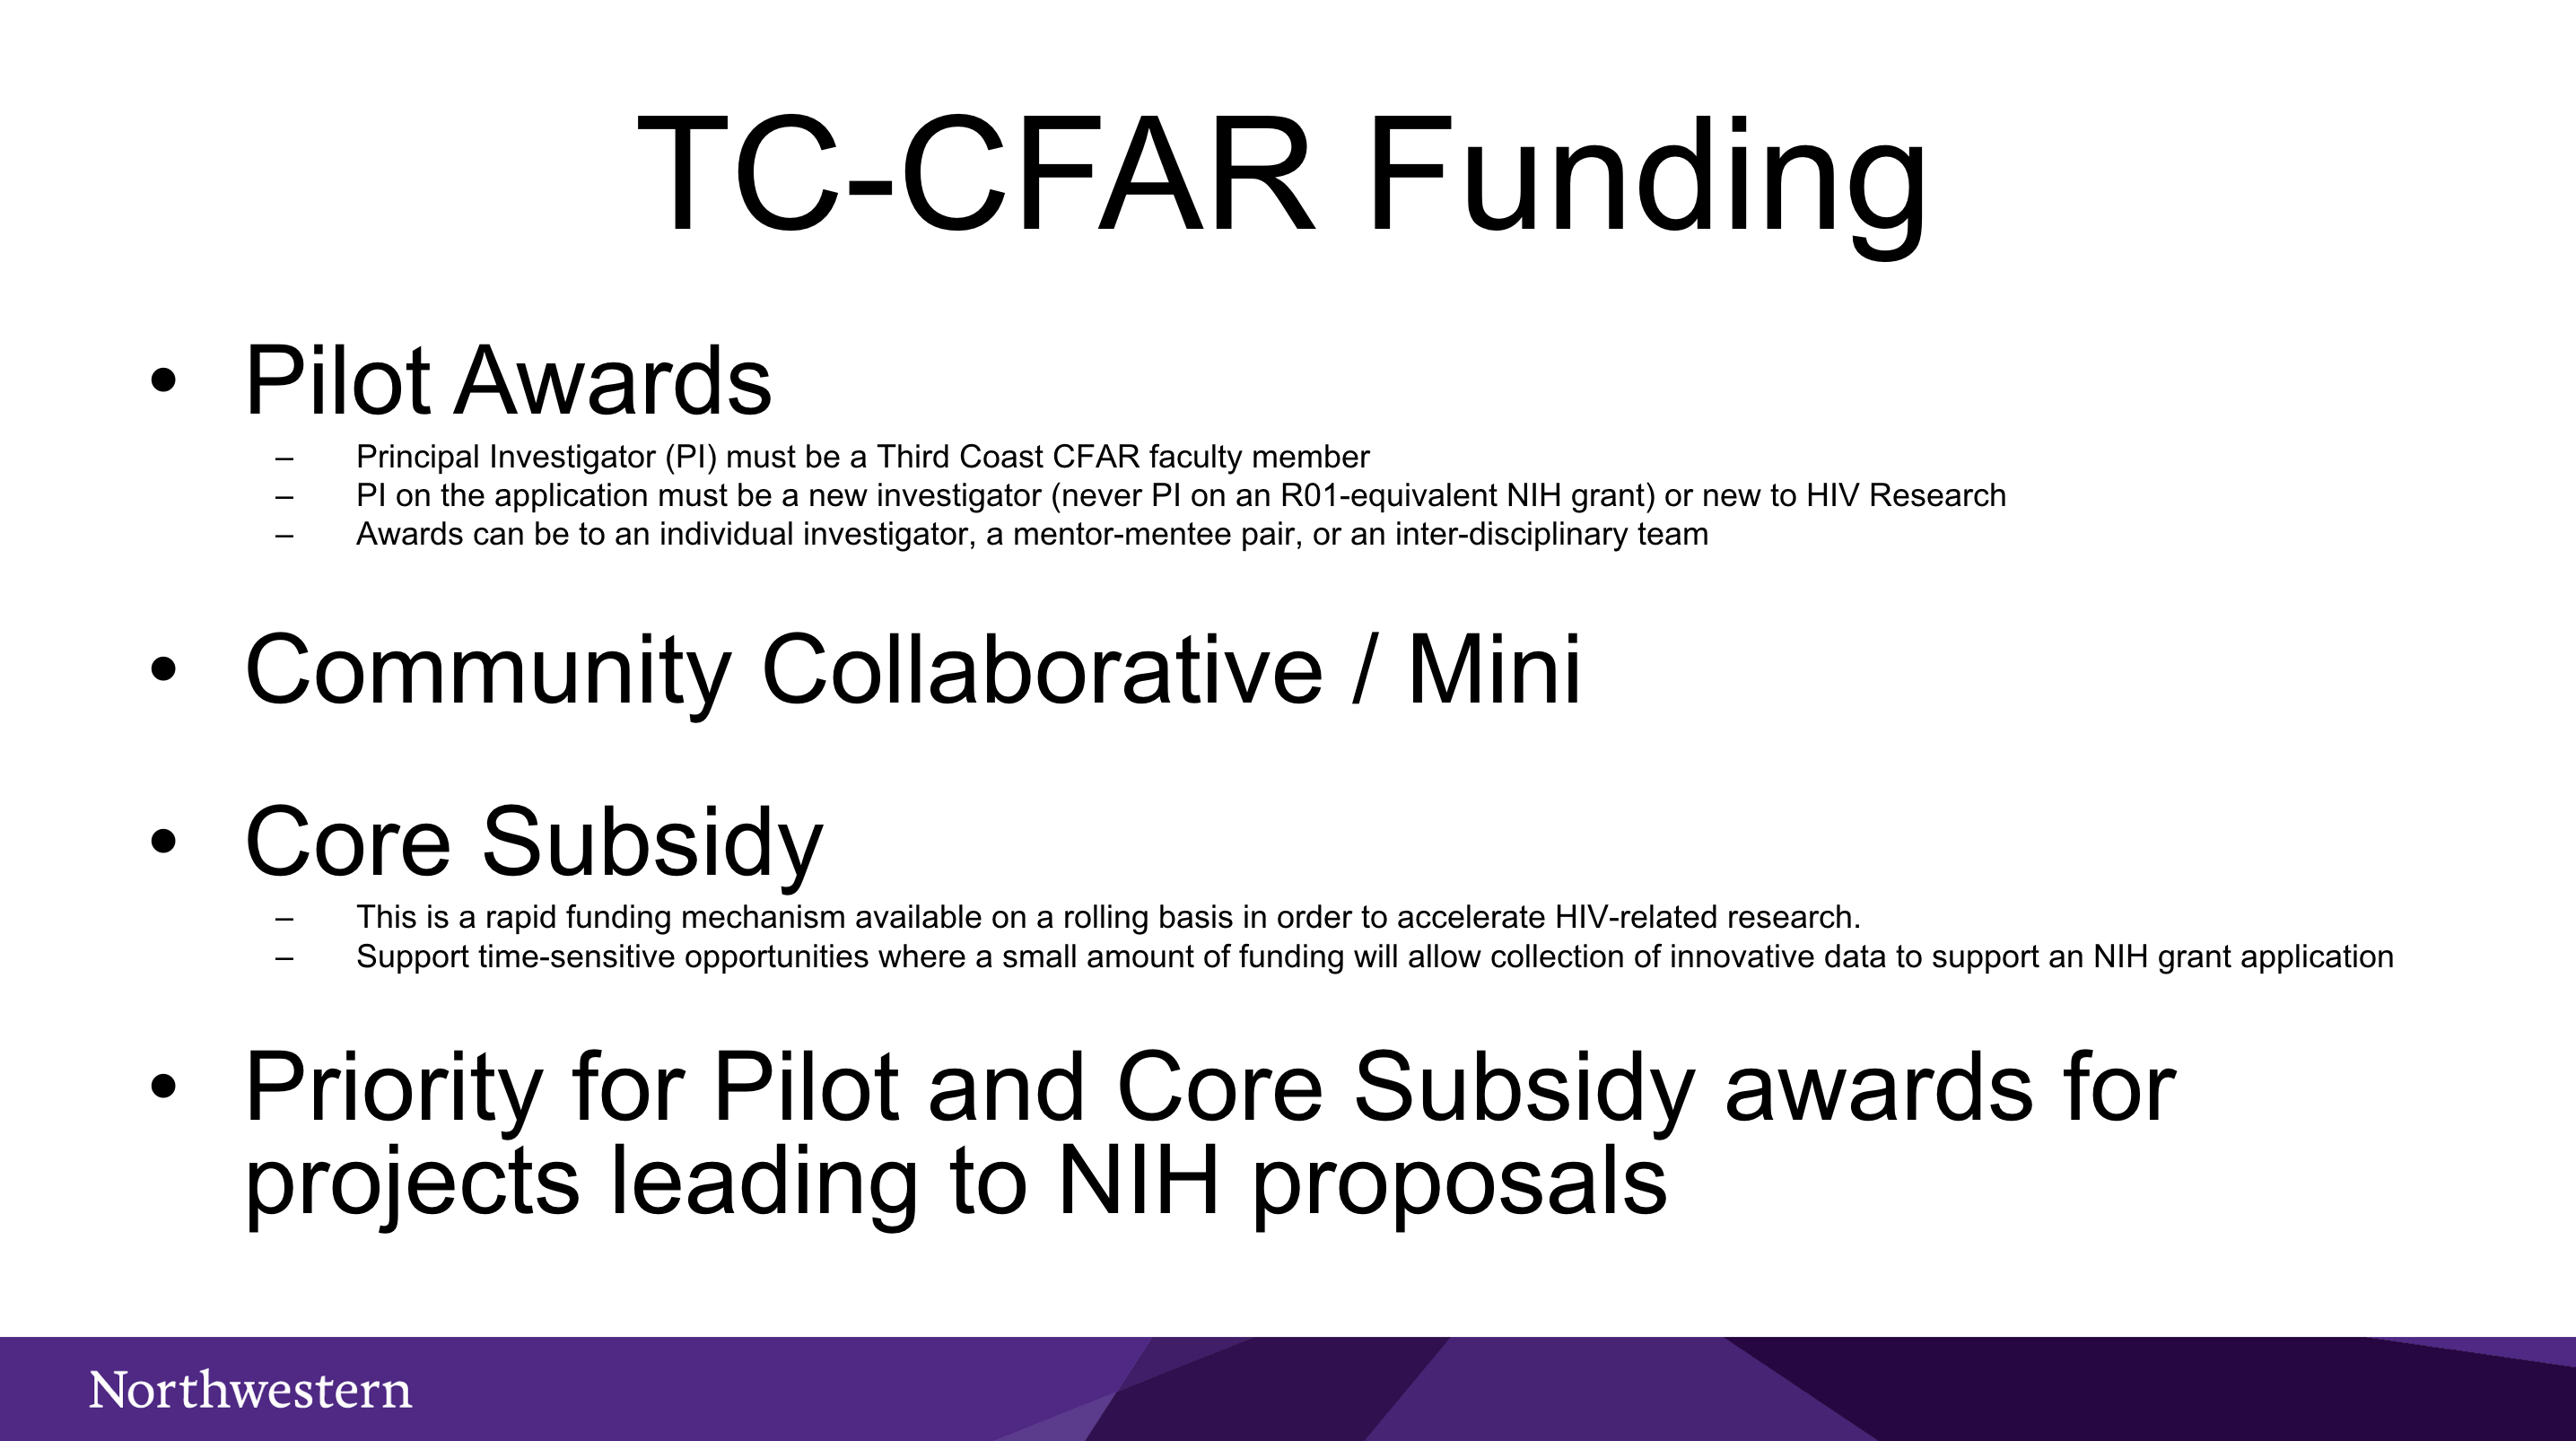 TC-CFAR Funding
• Pilot Awards
– Principal Investigator (PI) must be a Third Coast CFAR faculty member
– PI on the application must be a new investigator (never PI on an R01-equivalent NIH grant) or new to HIV Research
– Awards can be to an individual investigator, a mentor-mentee pair, or an inter-disciplinary team
• Community Collaborative / Mini
• Core Subsidy
– This is a rapid funding mechanism available on a rolling basis in order to accelerate HIV-related research.
– Support time-sensitive opportunities where a small amount of funding will allow collection of innovative data to support an NIH grant application
• Priority for Pilot and Core Subsidy awards for
projects leading to NIH proposals
Northwestern